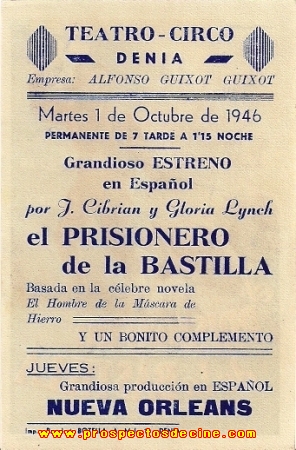 TEATRO-CIRCO
DENIA
Empresa: ALFONSO GUIXOT GUIXOT
Martes 1 de Octubre de 1946
PERMANENTE DE 7 TARDE A 1'15 NOCHE
Grandioso ESTRENO
en Español
por J. Cibrian y Gloria Lynch
el PRISIONERO
de la BASTILLA
Basada en la célebre novela
El Hombre de la Máscara de
Hierro
Y UN BONITO COMPLEMENTO
JUEVES:
Grandiosa producción en ESPAÑOL
NUEVA ORLEANS
www.prospectosdecine.com